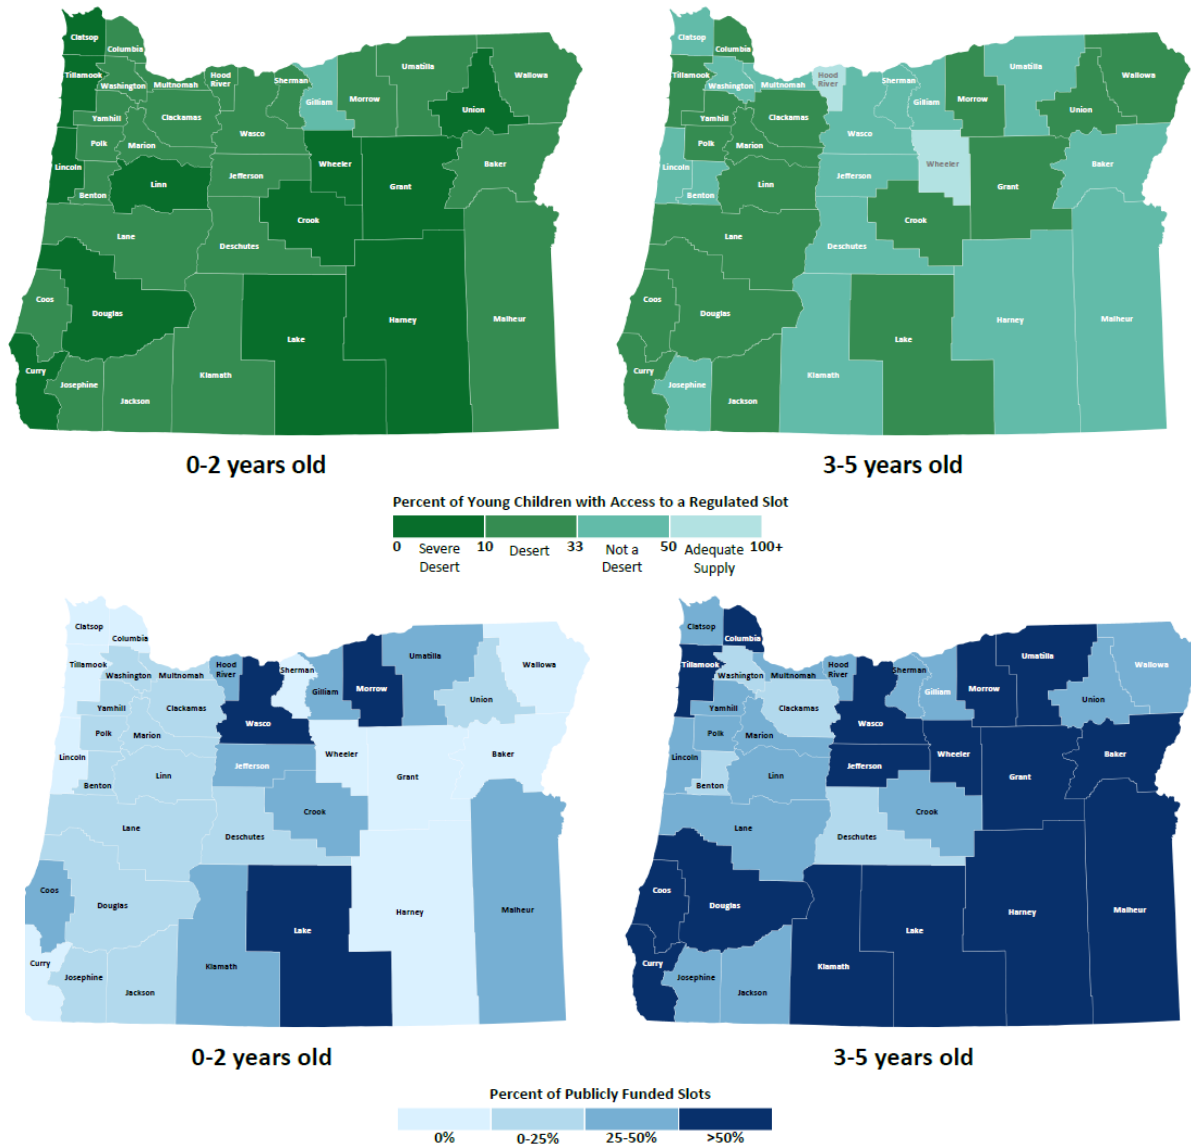 Clatsop
Columbia
Tillamook
Washington
Multnomah
Hood
River
Sherman
Gilliam
Morrow
Umatilla
Wallowa
Union
Yamhill
Clackamas
Wasco
Polk
Marion
Lincoln
Benton
Linn
Jefferson
Wheeler
Grant
Baker
Crook
Lane
Deschutes
Coos
Douglas
Lake
Harney
Malheur
Curry
Josephine
Jackson
Klamath
0-2 years old
Clatsop
Columbia
Tillamook
Washington
Multnomah
Hood
River
Sherman
Gilliam
Morrow
Umatilla
Wallowa
Union
Yamhill
Clackamas
Wasco
Polk
Marion
Lincoln
Benton
Linn
Jefferson
Wheeler
Grant
Baker
Crook
Lane
Deschutes
Coos
Douglas
Lake
Harney
Malheur
Curry
Josephine
Jackson
Klamath
3-5 years old
Percent of Young Children with Access to a Regulated Slot
0 Severe Desert 10 Desert 33 Not a Desert 50 Adequate Supply 100+
Clatsop
Columbia
Tillamook
Washington
Multnomah
Hood
River
Sherman
Gilliam
Morrow
Umatilla
Wallowa
Union
Yamhill
Clackamas
Wasco
Polk
Marion
Lincoln
Benton
Linn
Jefferson
Wheeler
Grant
Baker
Crook
Lane
Deschutes
Coos
Douglas
Lake
Harney
Malheur
Curry
Josephine
Jackson
Klamath
0-2 years old
Clatsop
Columbia
Tillamook
Washington
Multnomah
Hood
River
Sherman
Gilliam
Morrow
Umatilla
Wallowa
Union
Yamhill
Clackamas
Wasco
Polk
Marion
Lincoln
Benton
Linn
Jefferson
Wheeler
Grant
Baker
Crook
Lane
Deschutes
Coos
Douglas
Lake
Harney
Malheur
Curry
Josephine
Jackson
Klamath
3-5 years old
Percent of Publicly Funded Slots
0% 0-25% 25-50% >50%